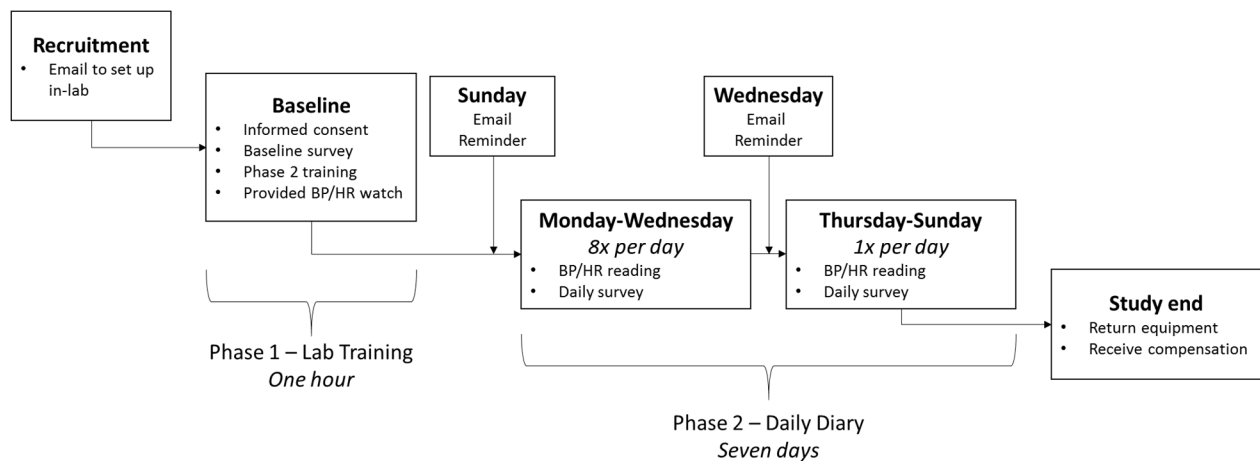 Recruitment
• Email to set up
in-lab
Baseline
• Informed consent
• Baseline survey
• Phase 2 training
• Provided BP/HR watch
Sunday
Email
Reminder
Wednesday
Email
Reminder
Monday-Wednesday
8x per day
• BP/HR reading
• Daily survey
Thursday-Sunday
1x per day
• BP/HR reading
• Daily survey
Study end
• Return equipment
• Receive compensation
Phase 1 – Lab Training
One hour
Phase 2 – Daily Diary
Seven days